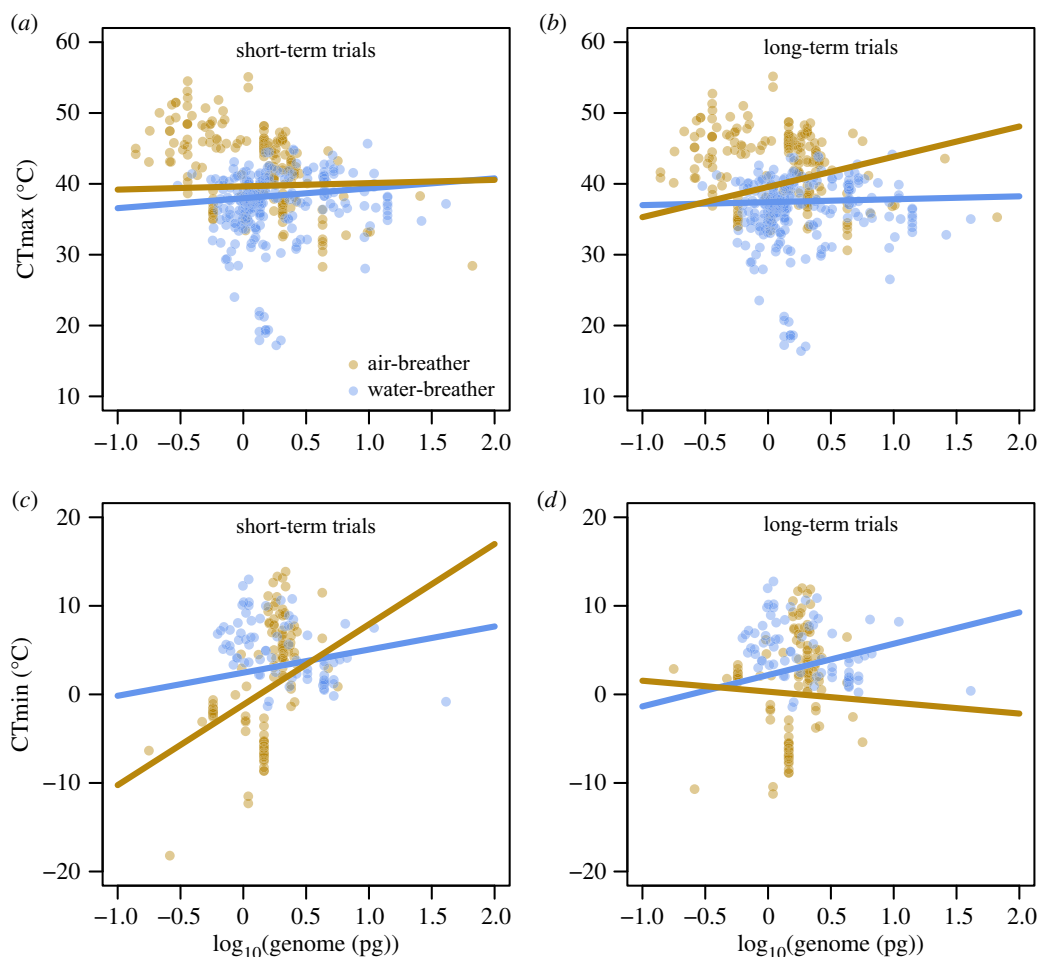 (a)
short-term trials
60
50
40
30
20
10
CTmax (°C)
air-breather
water-breather
−1.0 −0.5 0 0.5 1.0 1.5 2.0
(b)
long-term trials
60
50
40
30
20
10
−1.0 −0.5 0 0.5 1.0 1.5 2.0
(c)
short-term trials
20
10
0
−10
−20
CTmin (°C)
−1.0 −0.5 0 0.5 1.0 1.5 2.0
log10(genome (pg))
(d)
long-term trials
20
10
0
−10
−20
−1.0 −0.5 0 0.5 1.0 1.5 2.0
log10(genome (pg))